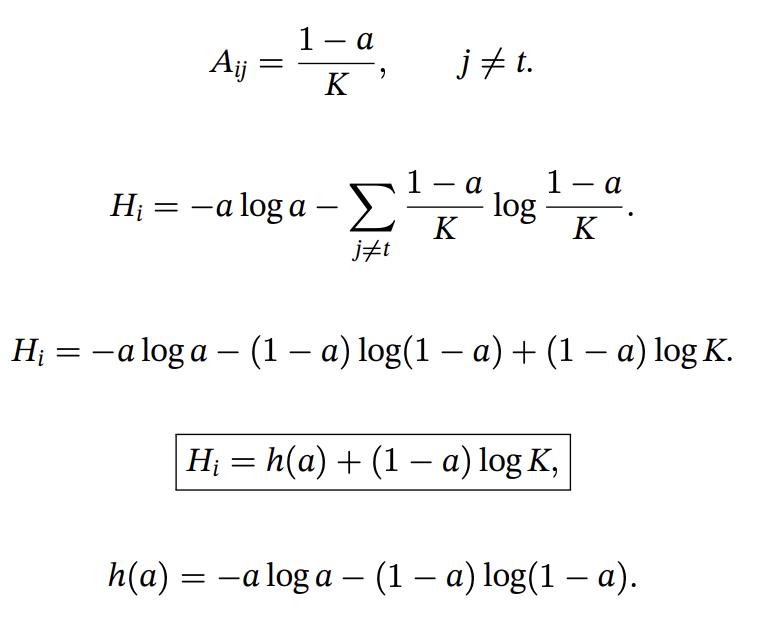 A_{ij} = \frac{1 - a}{K}, \qquad j \neq t.
H_i = -a \log a - \sum_{j \neq t} \frac{1 - a}{K} \log \frac{1 - a}{K}.
H_i = -a \log a - (1 - a) \log(1 - a) + (1 - a) \log K.
H_i = h(a) + (1 - a) \log K,
h(a) = -a \log a - (1 - a) \log(1 - a).